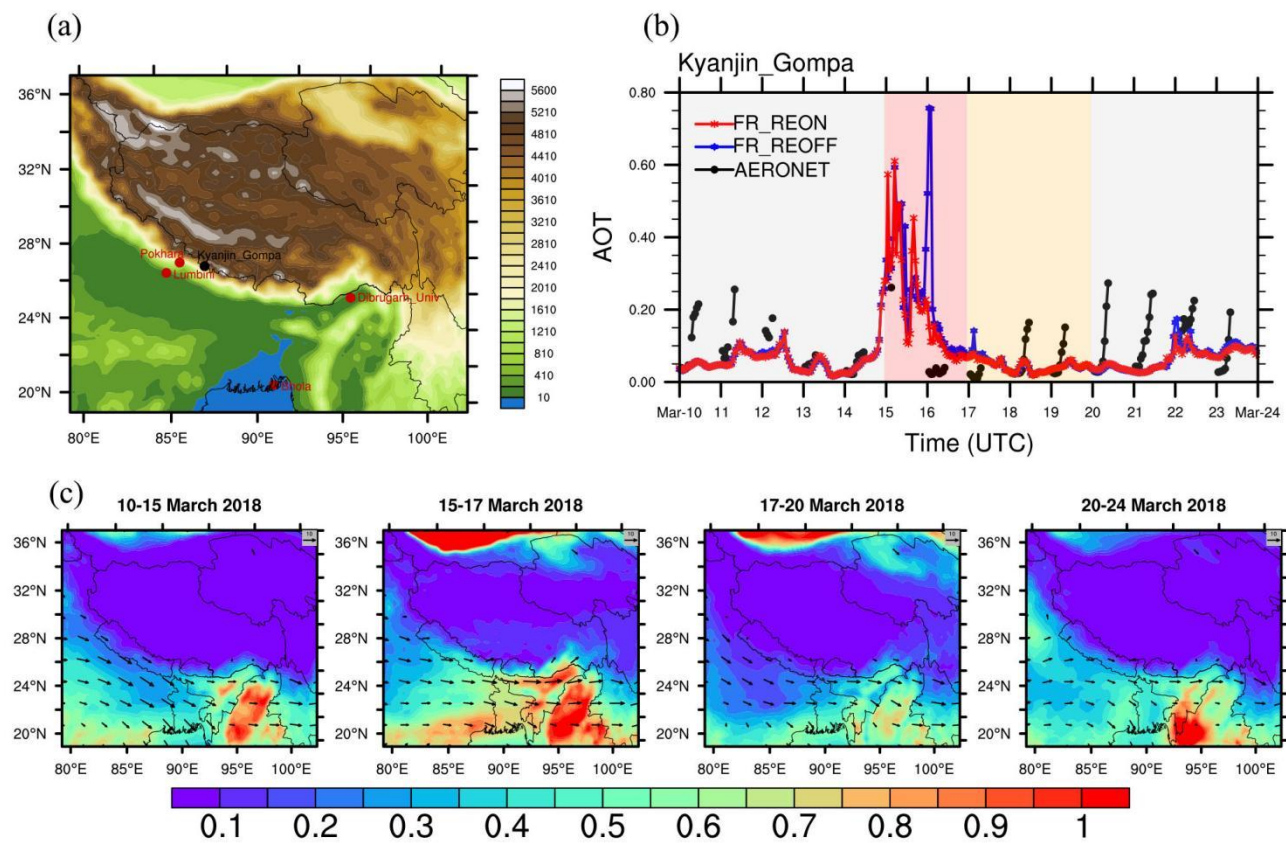 (a)
36°N
32°N
28°N
24°N
20°N
80°E 85°E 90°E 95°E 100°E
Pokhara
Kyanjin_Gompa
Lumbini
Dibrugarh_Univ
Bhola
5600
5210
4810
4410
4010
3610
3210
2810
2410
2010
1610
1210
810
410
10
(b)
Kyanjin_Gompa
AOT
0.80
0.60
0.40
0.20
0.00
FR_REON
FR_REOFF
AERONET
Mar-10 11 12 13 14 15 16 17 18 19 20 21 22 23 Mar-24
Time (UTC)
(c)
10-15 March 2018
36°N
32°N
28°N
24°N
20°N
80°E 85°E 90°E 95°E 100°E
10
15-17 March 2018
36°N
32°N
28°N
24°N
20°N
80°E 85°E 90°E 95°E 100°E
10
17-20 March 2018
36°N
32°N
28°N
24°N
20°N
80°E 85°E 90°E 95°E 100°E
10
20-24 March 2018
36°N
32°N
28°N
24°N
20°N
80°E 85°E 90°E 95°E 100°E
10
0.1 0.2 0.3 0.4 0.5 0.6 0.7 0.8 0.9 1